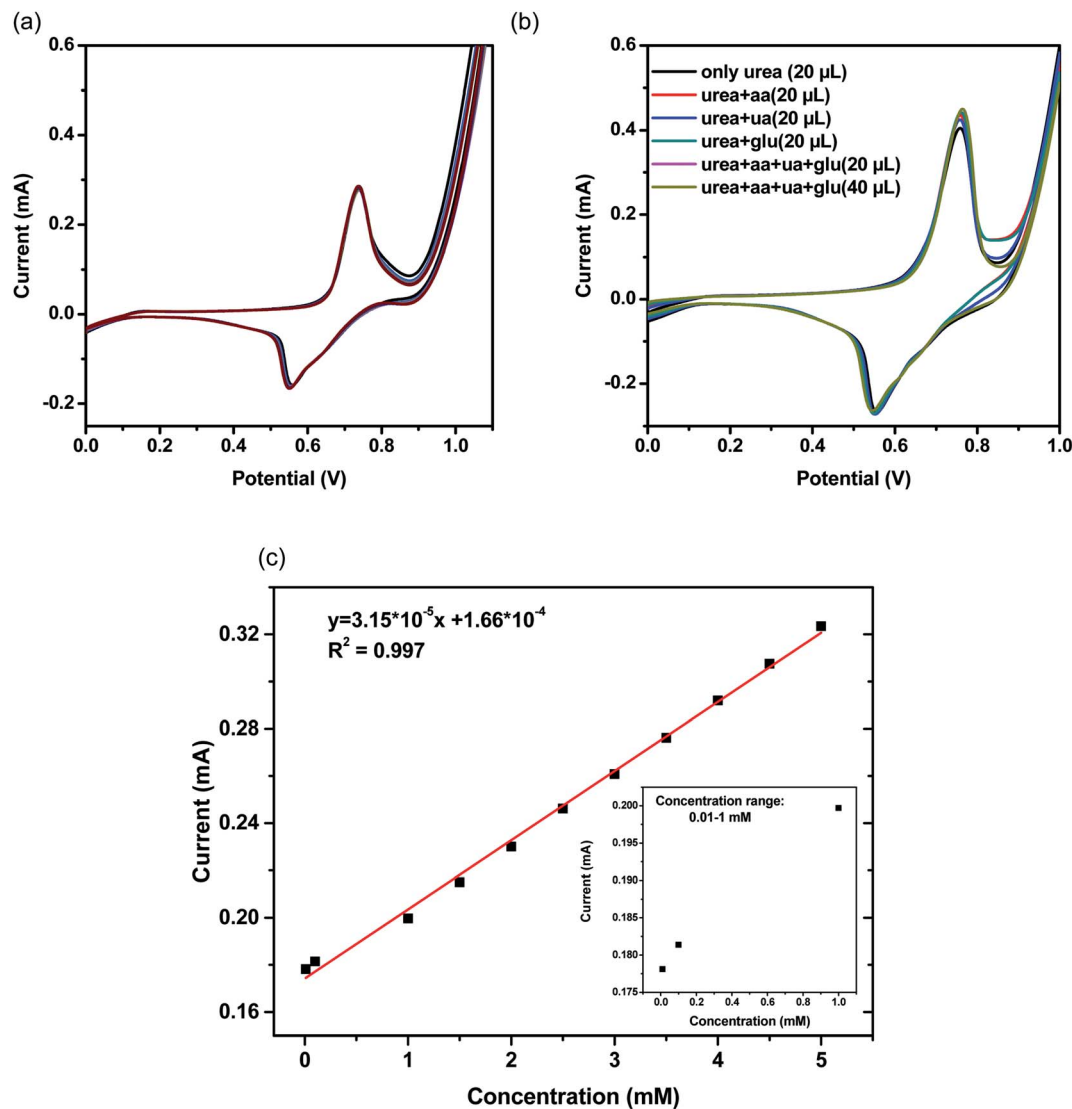 (a)
0.6
0.4
0.2
0.0
-0.2
Current (mA)
0.0
0.2
0.4
0.6
0.8
1.0
Potential (V)
(b)
0.6
0.4
0.2
0.0
-0.2
Current (mA)
only urea (20 µL)
urea+aa(20 µL)
urea+ua(20 µL)
urea+glu(20 µL)
urea+aa+ua+glu(20 µL)
urea+aa+ua+glu(40 µL)
0.0
0.2
0.4
0.6
0.8
1.0
Potential (V)
(c)
y=3.15*10⁻⁵x +1.66*10⁻⁴
R² = 0.997
0.32
0.28
0.24
0.20
0.16
Current (mA)
0
1
2
3
4
5
Concentration (mM)
Concentration range:
0.01-1 mM
0.200
0.195
0.190
0.185
0.180
0.175
Current (mA)
0.0
0.2
0.4
0.6
0.8
1.0
Concentration (mM)